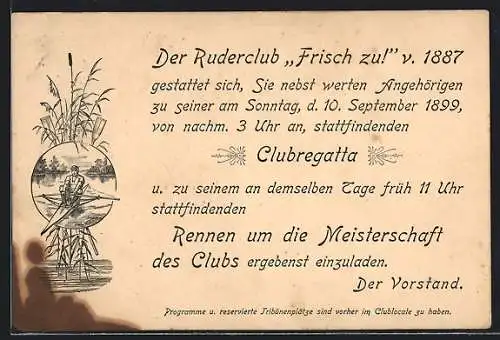 Der Ruderclub „Frisch zu!" v. 1887
gestattet sich, Sie nebst werten Angehörigen
zu seiner am Sonntag, d. 10. September 1899,
von nachm. 3 Uhr an, stattfindenden
Clubregatta
u. zu seinem an demselben Tage früh 11 Uhr
stattfindenden
Rennen um die Meisterschaft
des Clubs ergebenst einzuladen.
Der Vorstand.
Programme u. reservierte Tribünenplätze sind vorher im Clublocale zu haben.